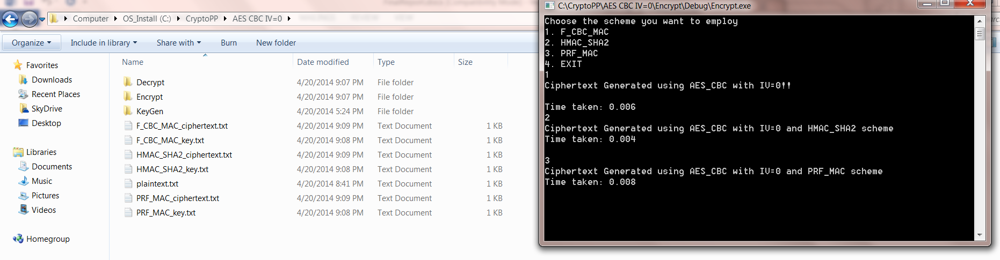 Computer OS_Install (C:) CryptoPP AES CBC IV=0
Organize Include in library Share with Burn New folder
Favorites
Downloads
Recent Places
SkyDrive
Desktop
Libraries
Documents
Music
Pictures
Videos
Homegroup
Name Date modified Type Size
Decrypt 4/20/2014 9:07 PM File folder
Encrypt 4/20/2014 9:07 PM File folder
KeyGen 4/20/2014 5:24 PM File folder
F_CBC_MAC_ciphertext.txt 4/20/2014 9:09 PM Text Document 1 KB
F_CBC_MAC_key.txt 4/20/2014 9:08 PM Text Document 1 KB
HMAC_SHA2_ciphertext.txt 4/20/2014 9:09 PM Text Document 1 KB
HMAC_SHA2_key.txt 4/20/2014 9:08 PM Text Document 1 KB
plaintext.txt 4/20/2014 8:41 PM Text Document 1 KB
PRF_MAC_ciphertext.txt 4/20/2014 9:09 PM Text Document 1 KB
PRF_MAC_key.txt 4/20/2014 9:08 PM Text Document 1 KB
C:\CryptoPP\AES CBC IV=0\Encrypt\Debug\Encrypt.exe
Choose the scheme you want to employ
1. F_CBC_MAC
2. HMAC_SHA2
3. PRF_MAC
4. EXIT
1
Ciphertext Generated using AES_CBC with IV=0!!
Time taken: 0.006
2
Ciphertext Generated using AES_CBC with IV=0 and HMAC_SHA2 scheme
Time taken: 0.004
3
Ciphertext Generated using AES_CBC with IV=0 and PRF_MAC scheme
Time taken: 0.008